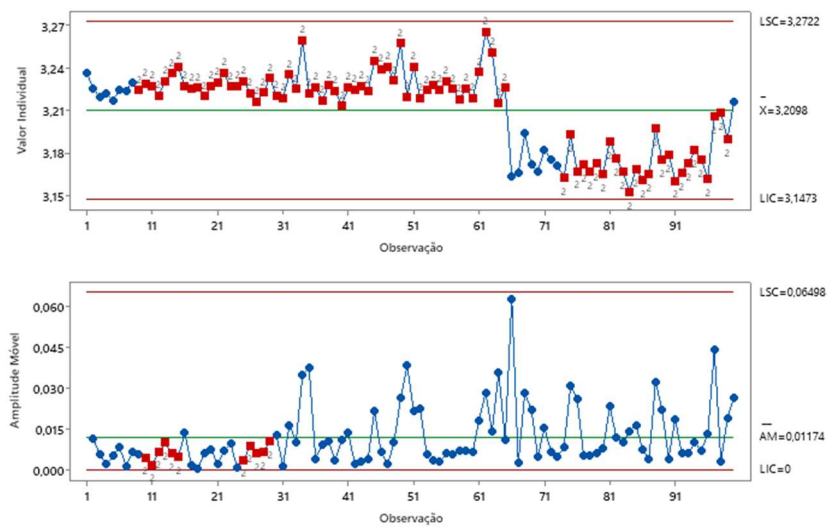 3,27
3,24
3,21
3,18
3,15
Valor Individual
LSC=3,2722
_
X=3,2098
LIC=3,1473
1 11 21 31 41 51 61 71 81 91
Observação
0,060
0,045
0,030
0,015
0,000
Amplitude Móvel
LSC=0,06498
__
AM=0,01174
LIC=0
1 11 21 31 41 51 61 71 81 91
Observação